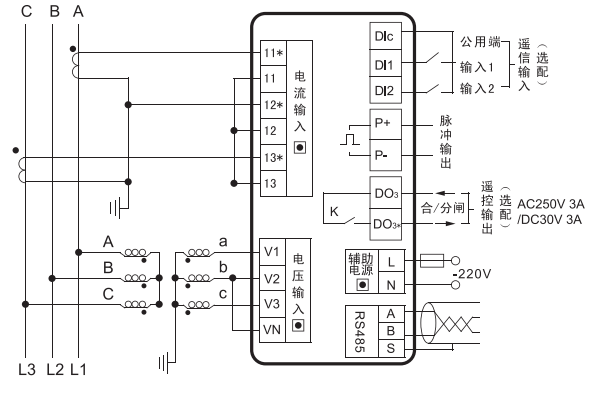 C B A
11*
11
12*
12
13*
13
电流输入
DIc
DI1
DI2
公用端
输入1
输入2
遥信输入
（选配）
P+
P-
脉冲输出
DO3
DO3*
K
合/分闸
遥控输出
（选配）
AC250V 3A
/DC30V 3A
A
B
C
a
b
c
V1
V2
V3
VN
电压输入
辅助电源
L
N
~220V
RS485
A
B
S
L3 L2 L1